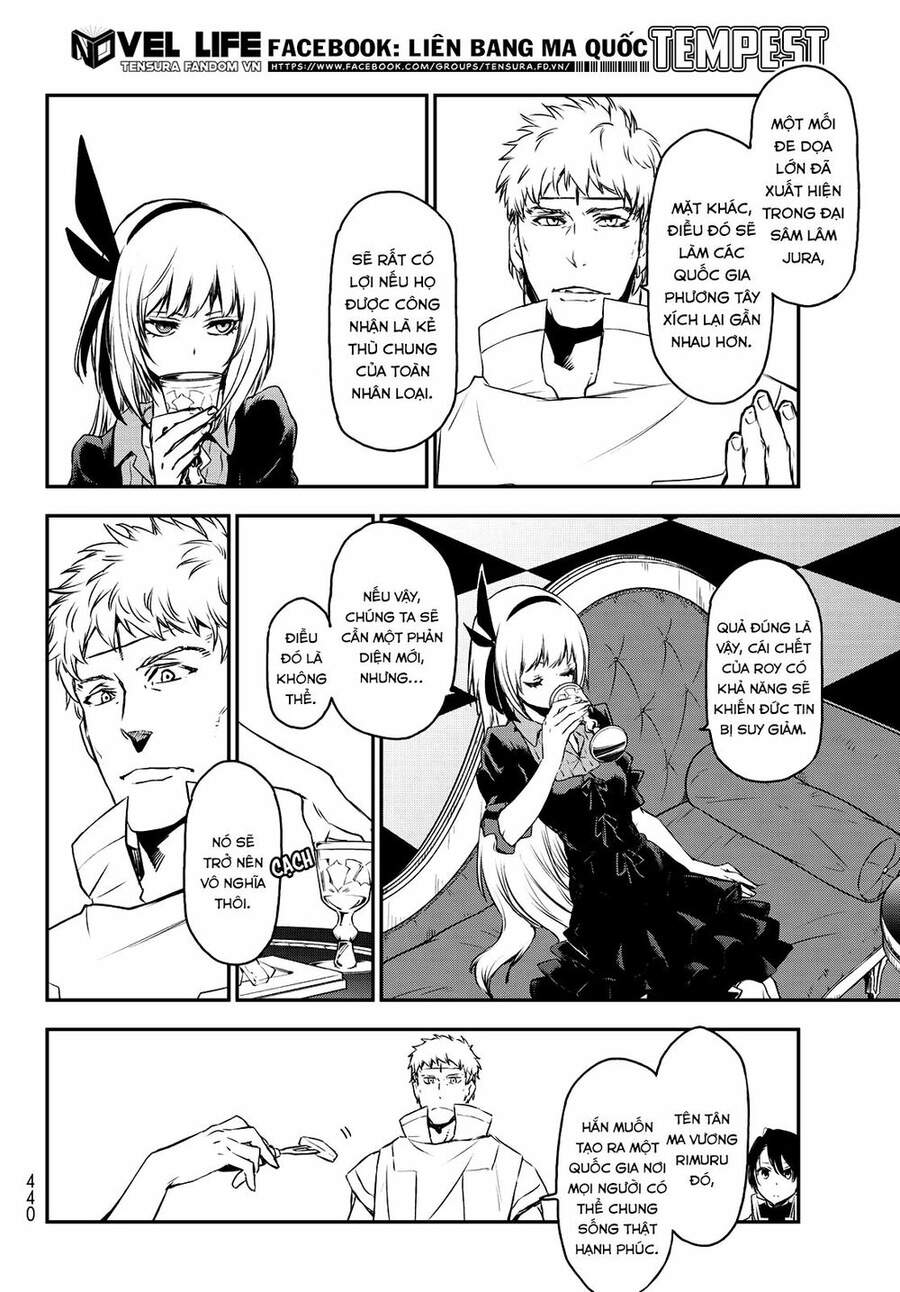 NOVEL LIFE
TENSURA FANDOM VN
FACEBOOK: LIÊN BANG MA QUỐC
HTTPS://WWW.FACEBOOK.COM/GROUPS/TENSURA.FD.VN/
TEMPEST
MỘT MỐI
ĐE DỌA
LỚN ĐÃ
XUẤT HIỆN
TRONG ĐẠI
SÂM LÂM
JURA,
MẶT KHÁC,
ĐIỀU ĐÓ SẼ
LÀM CÁC
QUỐC GIA
PHƯƠNG TÂY
XÍCH LẠI GẦN
NHAU HƠN.
SẼ RẤT CÓ
LỢI NẾU HỌ
ĐƯỢC CÔNG
NHẬN LÀ KẺ
THÙ CHUNG
CỦA TOÀN
NHÂN LOẠI.
QUẢ ĐÚNG LÀ
VẬY, CÁI CHẾT
CỦA ROY CÓ
KHẢ NĂNG SẼ
KHIẾN ĐỨC TIN
BỊ SUY GIẢM.
NẾU VẬY,
CHÚNG TA SẼ
CẦN MỘT PHẢN
DIỆN MỚI,
NHƯNG...
ĐIỀU
ĐÓ LÀ
KHÔNG
THỂ.
CẠCH
NÓ SẼ
TRỞ NÊN
VÔ NGHĨA
THÔI.
TÊN TÂN
MA VƯƠNG
RIMURU
ĐÓ,
HẮN MUỐN
TẠO RA MỘT
QUỐC GIA NƠI
MỌI NGƯỜI CÓ
THỂ CHUNG
SỐNG THẬT
HẠNH PHÚC.
440